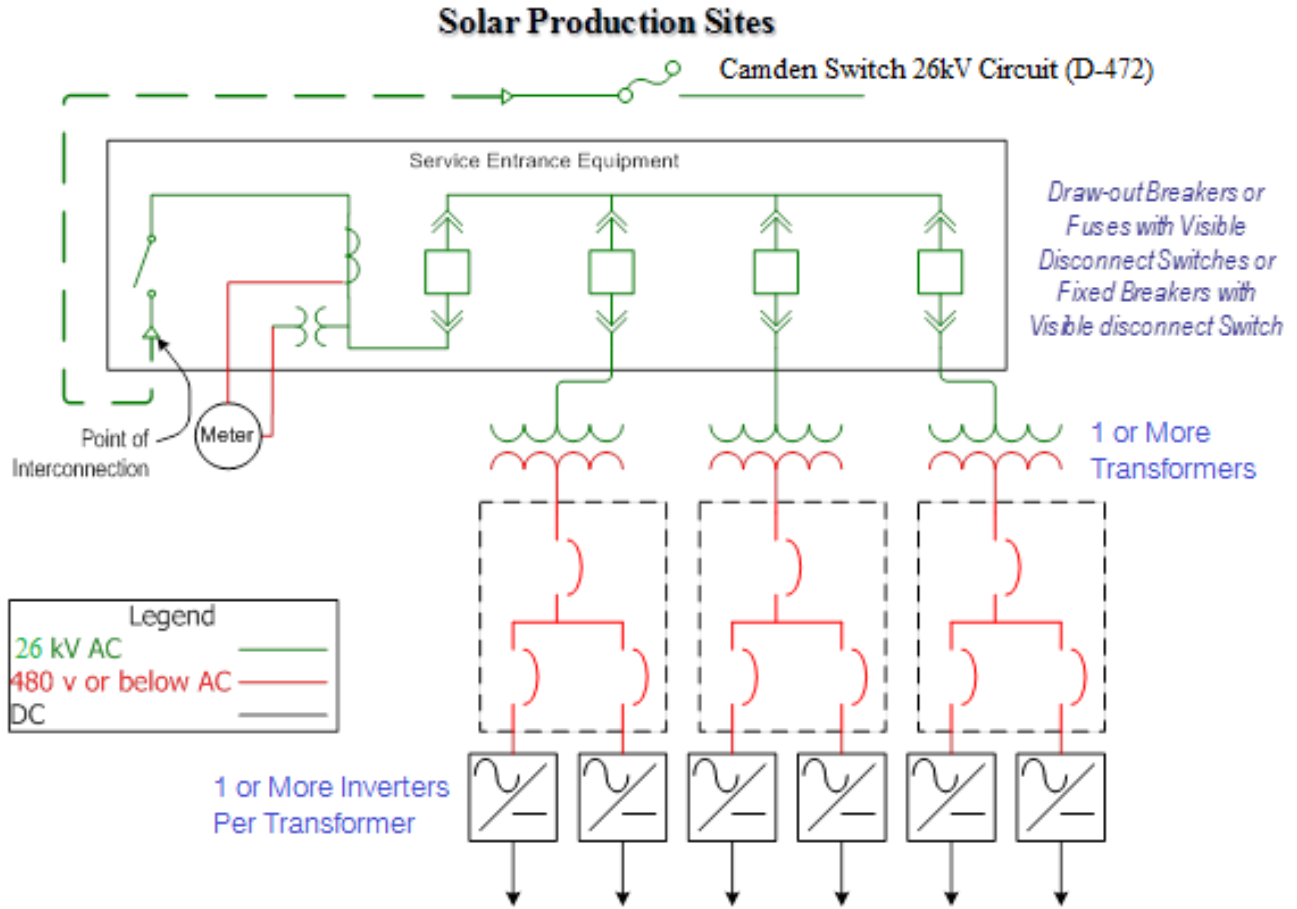 Solar Production Sites
Camden Switch 26kV Circuit (D-472)
Service Entrance Equipment
Draw-out Breakers or
Fuses with Visible
Disconnect Switches or
Fixed Breakers with
Visible disconnect Switch
Point of
Interconnection
Meter
1 or More
Transformers
Legend
26 kV AC
480 v or below AC
DC
1 or More Inverters
Per Transformer